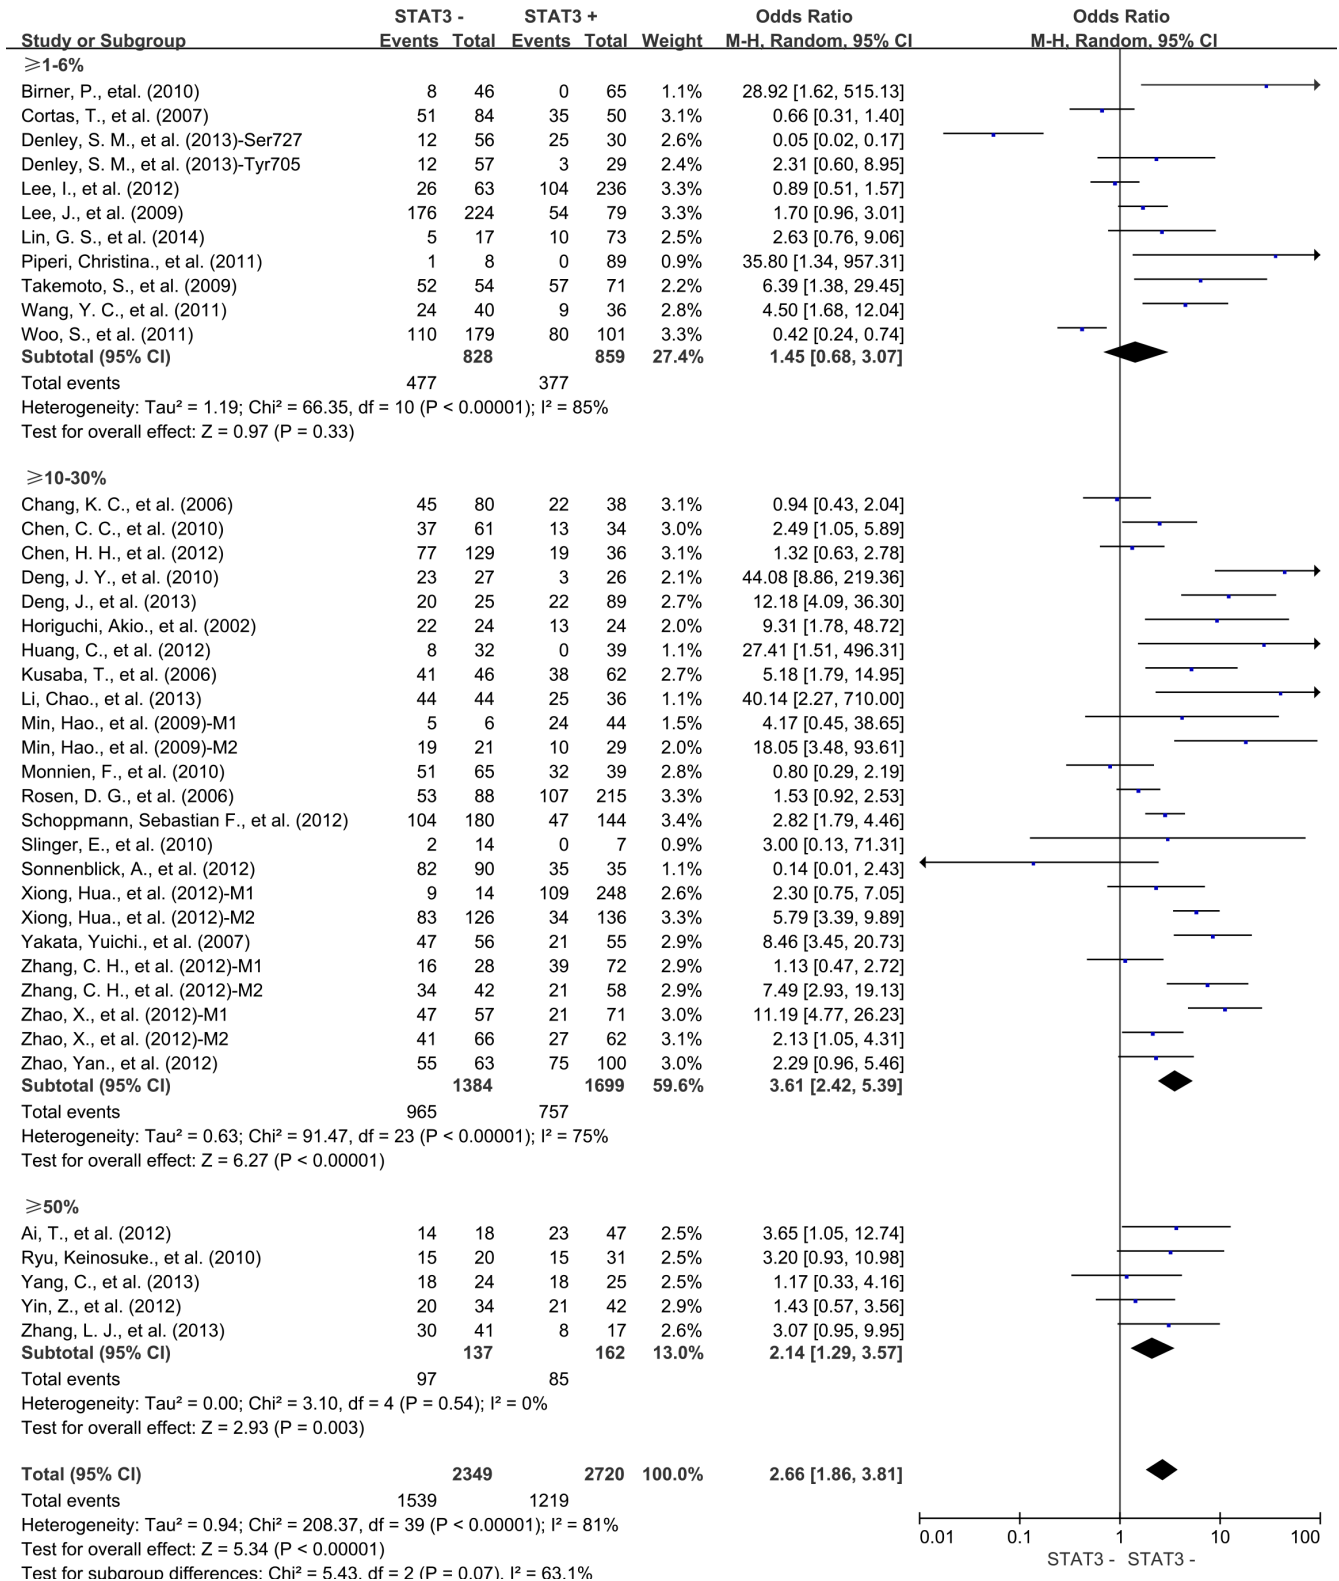 STAT3 - STAT3 + Odds Ratio Odds Ratio
Study or Subgroup Events Total Events Total Weight M-H, Random, 95% CI M-H, Random, 95% CI
≥1-6%
Birner, P., etal. (2010) 8 46 0 65 1.1% 28.92 [1.62, 515.13]
Cortas, T., et al. (2007) 51 84 35 50 3.1% 0.66 [0.31, 1.40]
Denley, S. M., et al. (2013)-Ser727 12 56 25 30 2.6% 0.05 [0.02, 0.17]
Denley, S. M., et al. (2013)-Tyr705 12 57 3 29 2.4% 2.31 [0.60, 8.95]
Lee, I., et al. (2012) 26 63 104 236 3.3% 0.89 [0.51, 1.57]
Lee, J., et al. (2009) 176 224 54 79 3.3% 1.70 [0.96, 3.01]
Lin, G. S., et al. (2014) 5 17 10 73 2.5% 2.63 [0.76, 9.06]
Piperi, Christina., et al. (2011) 1 8 0 89 0.9% 35.80 [1.34, 957.31]
Takemoto, S., et al. (2009) 52 54 57 71 2.2% 6.39 [1.38, 29.45]
Wang, Y. C., et al. (2011) 24 40 9 36 2.8% 4.50 [1.68, 12.04]
Woo, S., et al. (2011) 110 179 80 101 3.3% 0.42 [0.24, 0.74]
Subtotal (95% CI) 828 859 27.4% 1.45 [0.68, 3.07]
Total events 477 377
Heterogeneity: Tau² = 1.19; Chi² = 66.35, df = 10 (P < 0.00001); I² = 85%
Test for overall effect: Z = 0.97 (P = 0.33)
≥10-30%
Chang, K. C., et al. (2006) 45 80 22 38 3.1% 0.94 [0.43, 2.04]
Chen, C. C., et al. (2010) 37 61 13 34 3.0% 2.49 [1.05, 5.89]
Chen, H. H., et al. (2012) 77 129 19 36 3.1% 1.32 [0.63, 2.78]
Deng, J. Y., et al. (2010) 23 27 3 26 2.1% 44.08 [8.86, 219.36]
Deng, J., et al. (2013) 20 25 22 89 2.7% 12.18 [4.09, 36.30]
Horiguchi, Akio., et al. (2002) 22 24 13 24 2.0% 9.31 [1.78, 48.72]
Huang, C., et al. (2012) 8 32 0 39 1.1% 27.41 [1.51, 496.31]
Kusaba, T., et al. (2006) 41 46 38 62 2.7% 5.18 [1.79, 14.95]
Li, Chao., et al. (2013) 44 44 25 36 1.1% 40.14 [2.27, 710.00]
Min, Hao., et al. (2009)-M1 5 6 24 44 1.5% 4.17 [0.45, 38.65]
Min, Hao., et al. (2009)-M2 19 21 10 29 2.0% 18.05 [3.48, 93.61]
Monnien, F., et al. (2010) 51 65 32 39 2.8% 0.80 [0.29, 2.19]
Rosen, D. G., et al. (2006) 53 88 107 215 3.3% 1.53 [0.92, 2.53]
Schoppmann, Sebastian F., et al. (2012) 104 180 47 144 3.4% 2.82 [1.79, 4.46]
Slinger, E., et al. (2010) 2 14 0 7 0.9% 3.00 [0.13, 71.31]
Sonnenblick, A., et al. (2012) 82 90 35 35 1.1% 0.14 [0.01, 2.43]
Xiong, Hua., et al. (2012)-M1 9 14 109 248 2.6% 2.30 [0.75, 7.05]
Xiong, Hua., et al. (2012)-M2 83 126 34 136 3.3% 5.79 [3.39, 9.89]
Yakata, Yuichi., et al. (2007) 47 56 21 55 2.9% 8.46 [3.45, 20.73]
Zhang, C. H., et al. (2012)-M1 16 28 39 72 2.9% 1.13 [0.47, 2.72]
Zhang, C. H., et al. (2012)-M2 34 42 21 58 2.9% 7.49 [2.93, 19.13]
Zhao, X., et al. (2012)-M1 47 57 21 71 3.0% 11.19 [4.77, 26.23]
Zhao, X., et al. (2012)-M2 41 66 27 62 3.1% 2.13 [1.05, 4.31]
Zhao, Yan., et al. (2012) 55 63 75 100 3.0% 2.29 [0.96, 5.46]
Subtotal (95% CI) 1384 1699 59.6% 3.61 [2.42, 5.39]
Total events 965 757
Heterogeneity: Tau² = 0.63; Chi² = 91.47, df = 23 (P < 0.00001); I² = 75%
Test for overall effect: Z = 6.27 (P < 0.00001)
≥50%
Ai, T., et al. (2012) 14 18 23 47 2.5% 3.65 [1.05, 12.74]
Ryu, Keinosuke., et al. (2010) 15 20 15 31 2.5% 3.20 [0.93, 10.98]
Yang, C., et al. (2013) 18 24 18 25 2.5% 1.17 [0.33, 4.16]
Yin, Z., et al. (2012) 20 34 21 42 2.9% 1.43 [0.57, 3.56]
Zhang, L. J., et al. (2013) 30 41 8 17 2.6% 3.07 [0.95, 9.95]
Subtotal (95% CI) 137 162 13.0% 2.14 [1.29, 3.57]
Total events 97 85
Heterogeneity: Tau² = 0.00; Chi² = 3.10, df = 4 (P = 0.54); I² = 0%
Test for overall effect: Z = 2.93 (P = 0.003)
Total (95% CI) 2349 2720 100.0% 2.66 [1.86, 3.81]
Total events 1539 1219
Heterogeneity: Tau² = 0.94; Chi² = 208.37, df = 39 (P < 0.00001); I² = 81%
Test for overall effect: Z = 5.34 (P < 0.00001)
Test for subgroup differences: Chi² = 5.43, df = 2 (P = 0.07), I² = 63.1%
0.01 0.1 1 10 100
STAT3 - STAT3 -